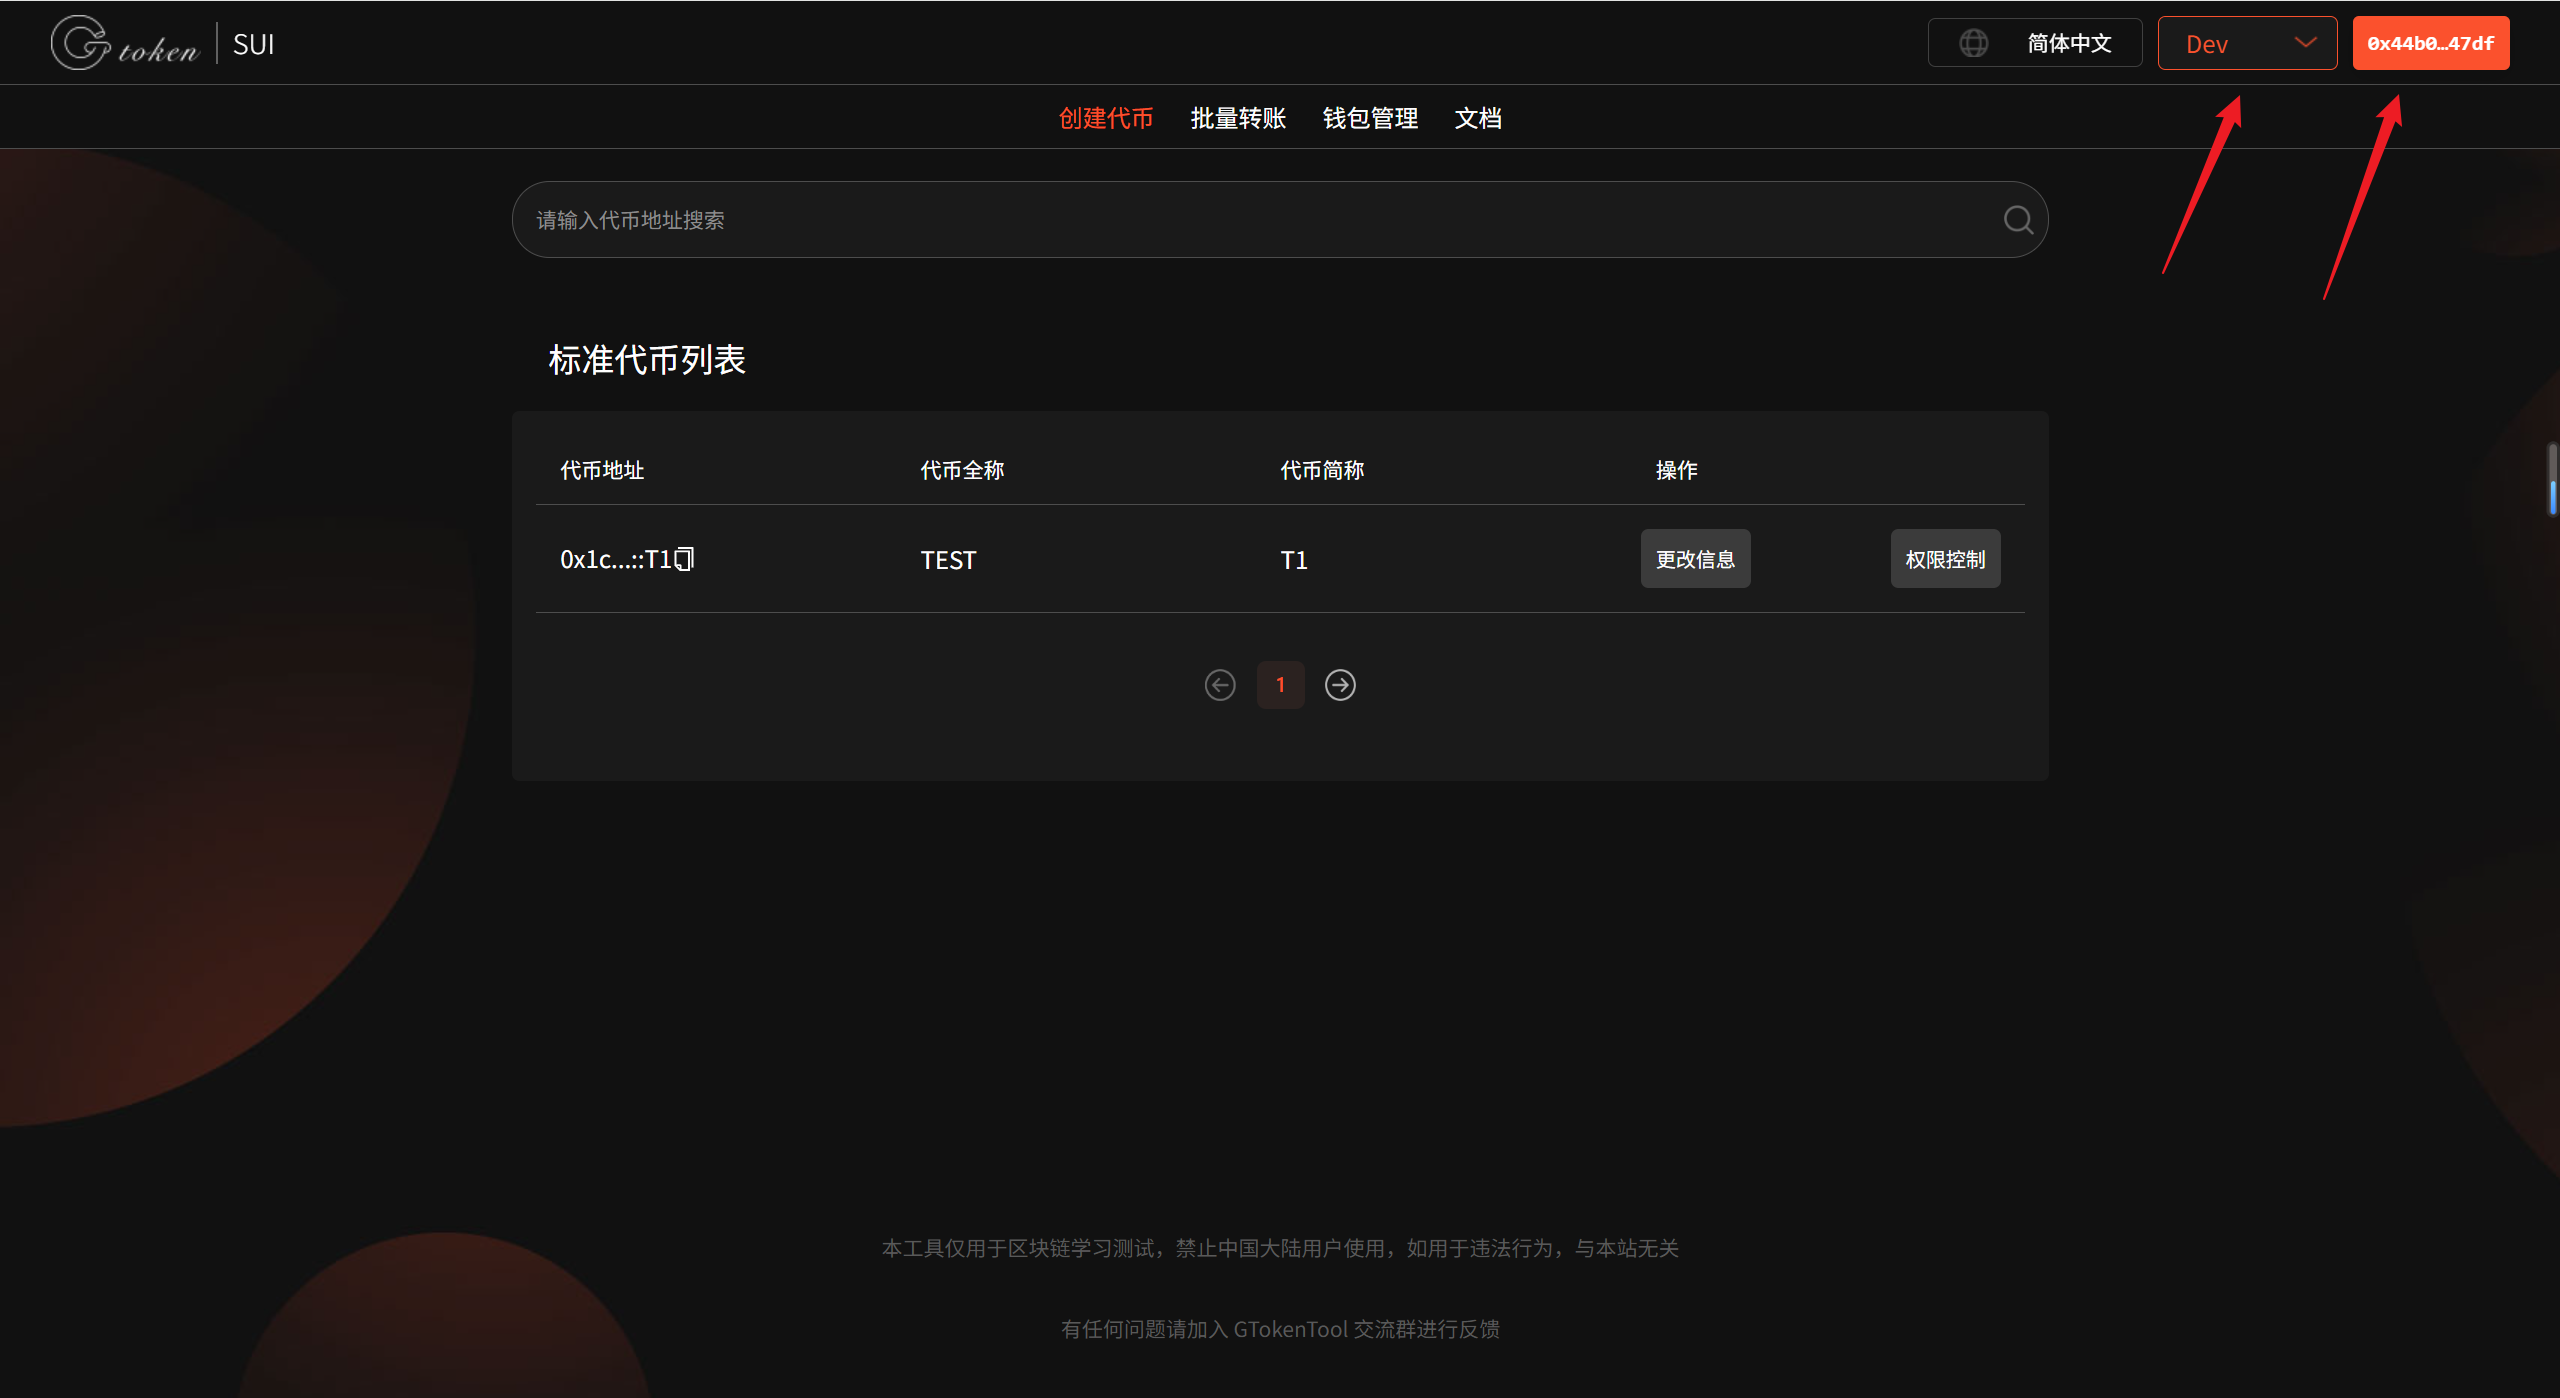 Gtoken | SUI
简体中文
Dev
0x44b0…47df
创建代币 批量转账 钱包管理 文档
请输入代币地址搜索
标准代币列表
代币地址 代币全称 代币简称 操作
0x1c...::T1 TEST T1 更改信息 权限控制
1
本工具仅用于区块链学习测试，禁止中国大陆用户使用，如用于违法行为，与本站无关
有任何问题请加入 GTokenTool 交流群进行反馈